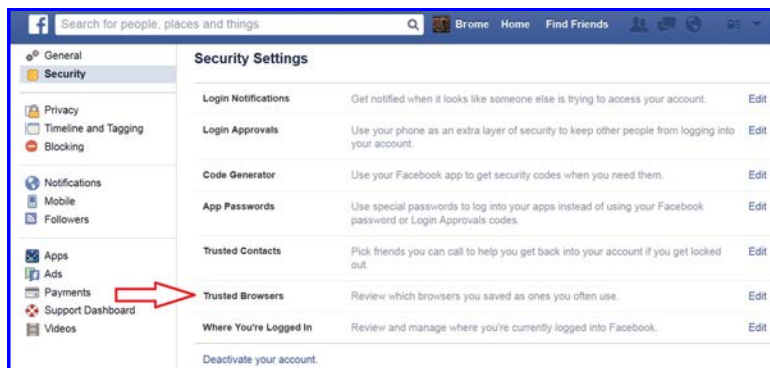 f
Search for people, places and things
Brome Home Find Friends
General
Security
Privacy
Timeline and Tagging
Blocking
Notifications
Mobile
Followers
Apps
Ads
Payments
Support Dashboard
Videos
Security Settings
Login Notifications Get notified when it looks like someone else is trying to access your account. Edit
Login Approvals Use your phone as an extra layer of security to keep other people from logging into Edit
your account.
Code Generator Use your Facebook app to get security codes when you need them. Edit
App Passwords Use special passwords to log into your apps instead of using your Facebook Edit
password or Login Approvals codes.
Trusted Contacts Pick friends you can call to help you get back into your account if you get locked Edit
out.
Trusted Browsers Review which browsers you saved as ones you often use. Edit
Where You're Logged In Review and manage where you're currently logged into Facebook. Edit
Deactivate your account.